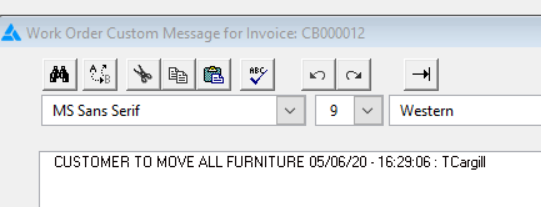 Work Order Custom Message for Invoice: CB000012
A B
ABC
MS Sans Serif 9 Western
CUSTOMER TO MOVE ALL FURNITURE 05/06/20 - 16:29:06 : TCargill